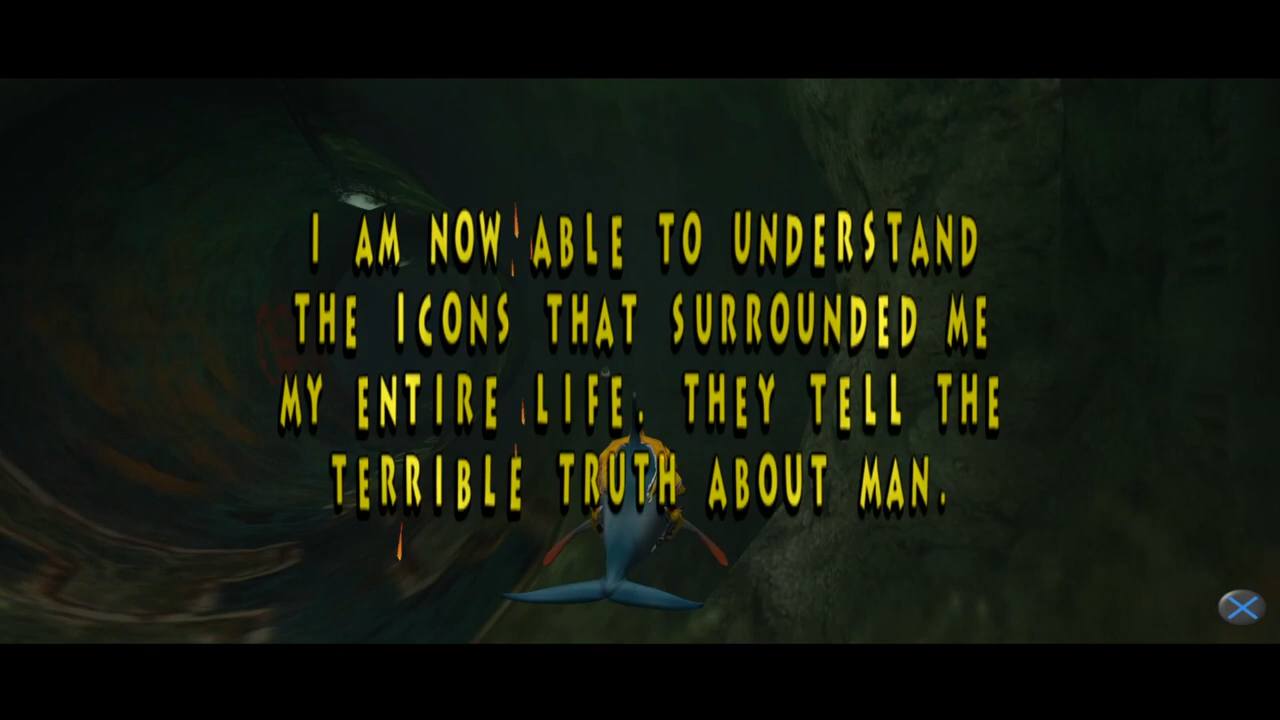 I AM NOW ABLE TO UNDERSTAND
THE ICONS THAT SURROUNDED ME
MY ENTIRE LIFE. THEY TELL THE
TERRIBLE TRUTH ABOUT MAN.